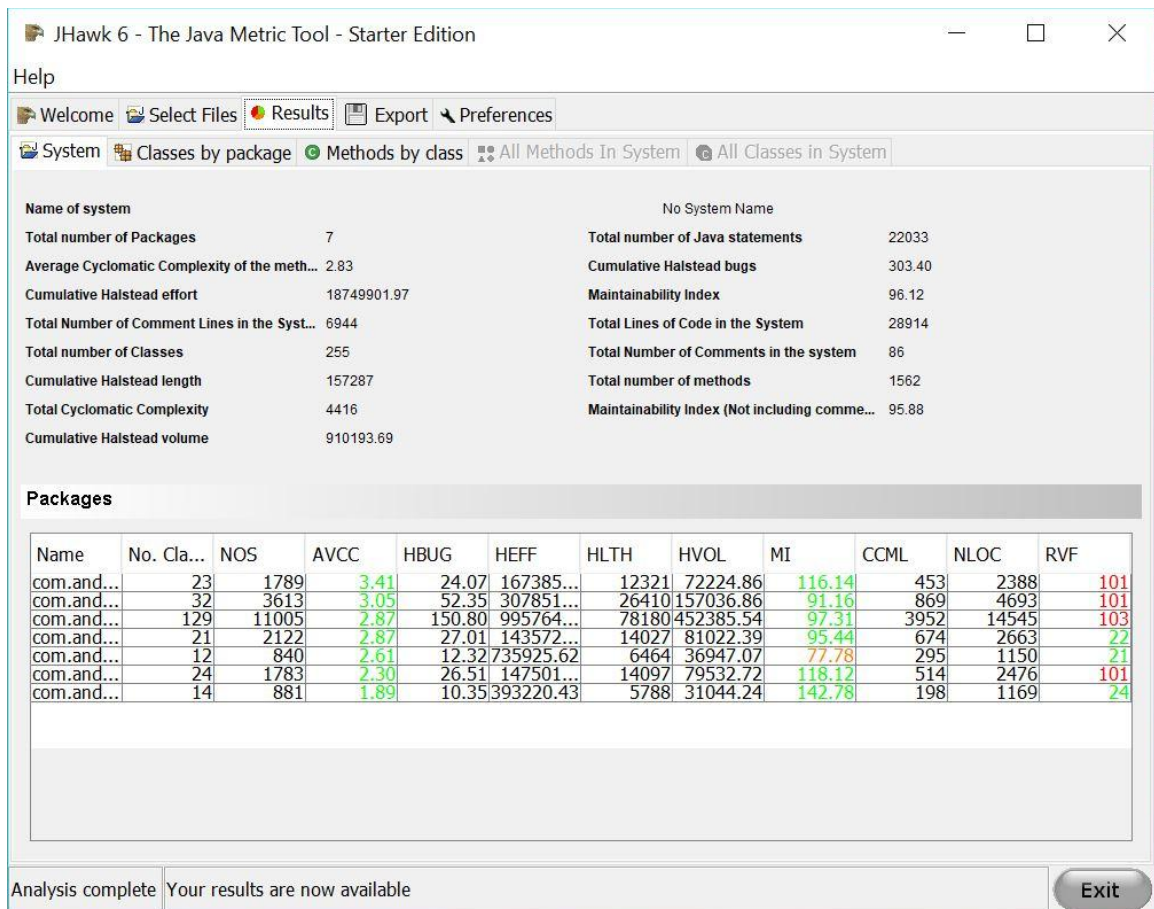 JHawk 6 - The Java Metric Tool - Starter Edition
Help
Welcome Select Files Results Export Preferences
System Classes by package Methods by class All Methods In System All Classes in System
Name of system No System Name
Total number of Packages 7 Total number of Java statements 22033
Average Cyclomatic Complexity of the meth... 2.83 Cumulative Halstead bugs 303.40
Cumulative Halstead effort 18749901.97 Maintainability Index 96.12
Total Number of Comment Lines in the Syst... 6944 Total Lines of Code in the System 28914
Total number of Classes 255 Total Number of Comments in the system 86
Cumulative Halstead length 157287 Total number of methods 1562
Total Cyclomatic Complexity 4416 Maintainability Index (Not including comme... 95.88
Cumulative Halstead volume 910193.69
Packages
Name No. Cla... NOS AVCC HBUG HEFF HLTH HVOL MI CCML NLOC RVF
com.and... 23 1789 3.41 24.07 167385... 12321 72224.86 116.14 453 2388 101
com.and... 32 3613 3.05 52.35 307851... 26410 157036.86 91.16 869 4693 101
com.and... 129 11005 2.87 150.80 995764... 78180 452385.54 97.31 3952 14545 103
com.and... 21 2122 2.87 27.01 143572... 14027 81022.39 95.44 674 2663 22
com.and... 12 840 2.61 12.32 735925.62 6464 36947.07 77.78 295 1150 21
com.and... 24 1783 2.30 26.51 147501... 14097 79532.72 118.12 514 2476 101
com.and... 14 881 1.89 10.35 393220.43 5788 31044.24 142.78 198 1169 24
Analysis complete Your results are now available Exit